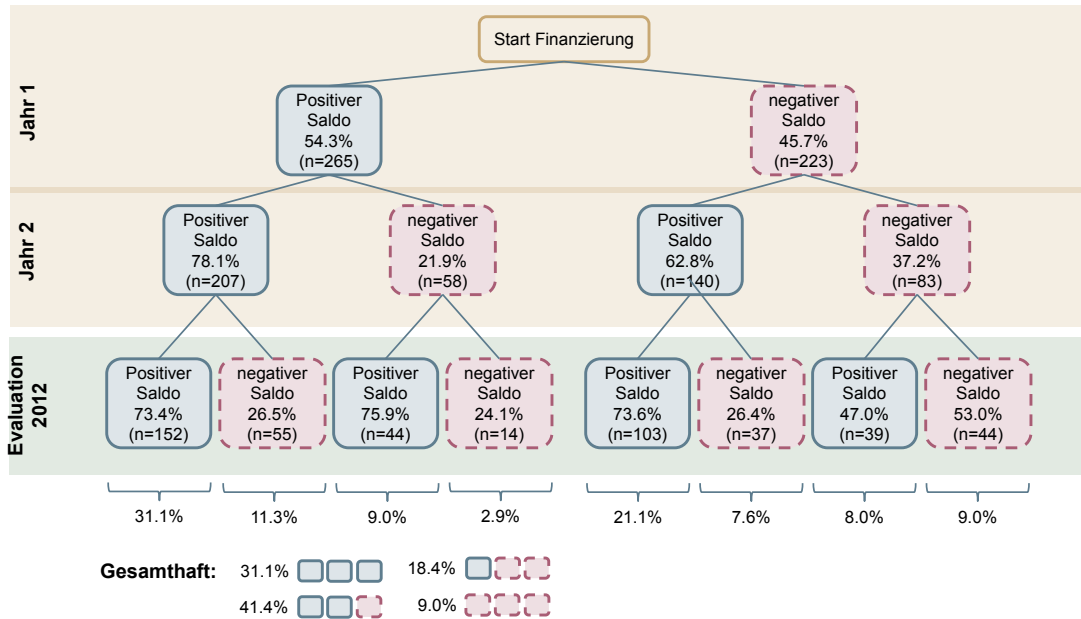 Start Finanzierung
Jahr 1
Positiver
Saldo
54.3%
(n=265)
negativer
Saldo
45.7%
(n=223)
Jahr 2
Positiver
Saldo
78.1%
(n=207)
negativer
Saldo
21.9%
(n=58)
Positiver
Saldo
62.8%
(n=140)
negativer
Saldo
37.2%
(n=83)
Evaluation
2012
Positiver
Saldo
73.4%
(n=152)
negativer
Saldo
26.5%
(n=55)
Positiver
Saldo
75.9%
(n=44)
negativer
Saldo
24.1%
(n=14)
Positiver
Saldo
73.6%
(n=103)
negativer
Saldo
26.4%
(n=37)
Positiver
Saldo
47.0%
(n=39)
negativer
Saldo
53.0%
(n=44)
31.1%
11.3%
9.0%
2.9%
21.1%
7.6%
8.0%
9.0%
Gesamthaft:
31.1%
18.4%
41.4%
9.0%